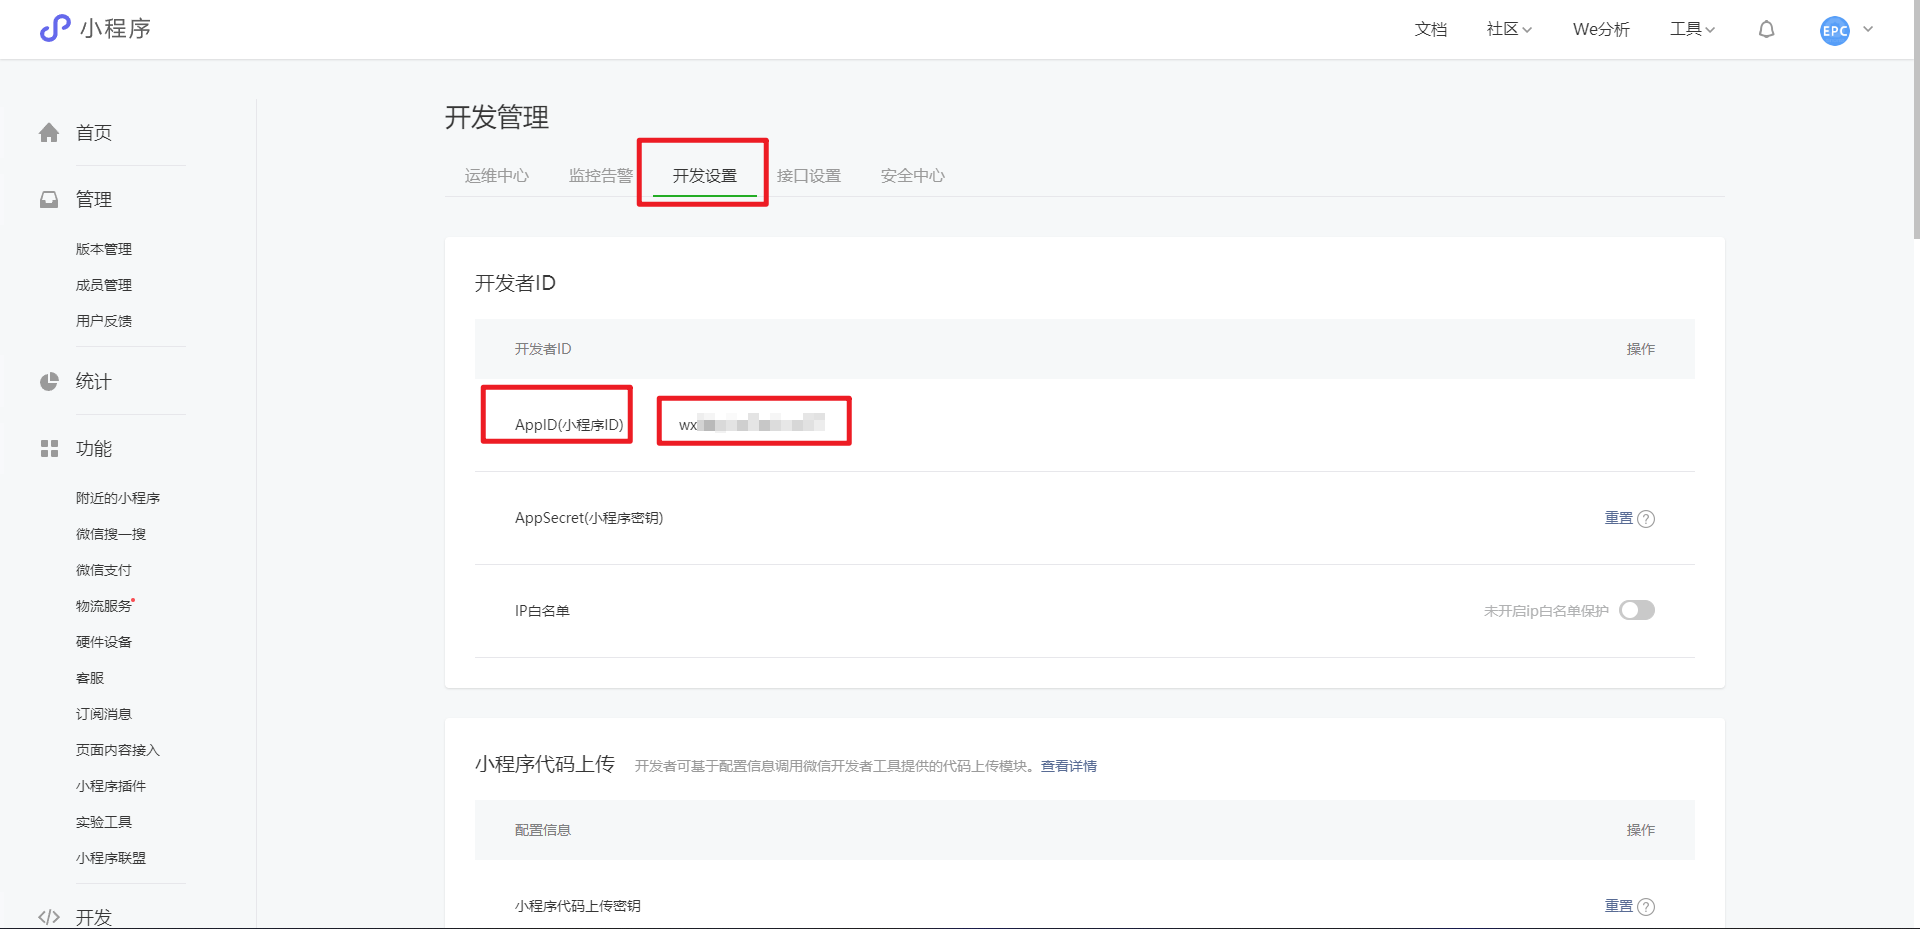 小程序
文档 社区 We分析 工具 EPC
首页
管理
版本管理
成员管理
用户反馈
统计
功能
附近的小程序
微信搜一搜
微信支付
物流服务
硬件设备
客服
订阅消息
页面内容接入
小程序插件
实验工具
小程序联盟
开发
开发管理
运维中心 监控告警 开发设置 接口设置 安全中心
开发者ID
开发者ID 操作
AppID(小程序ID) wx
AppSecret(小程序密钥) 重置 ?
IP白名单 未开启ip白名单保护
小程序代码上传 开发者可基于配置信息调用微信开发者工具提供的代码上传模块。查看详情
配置信息 操作
小程序代码上传密钥 重置 ?